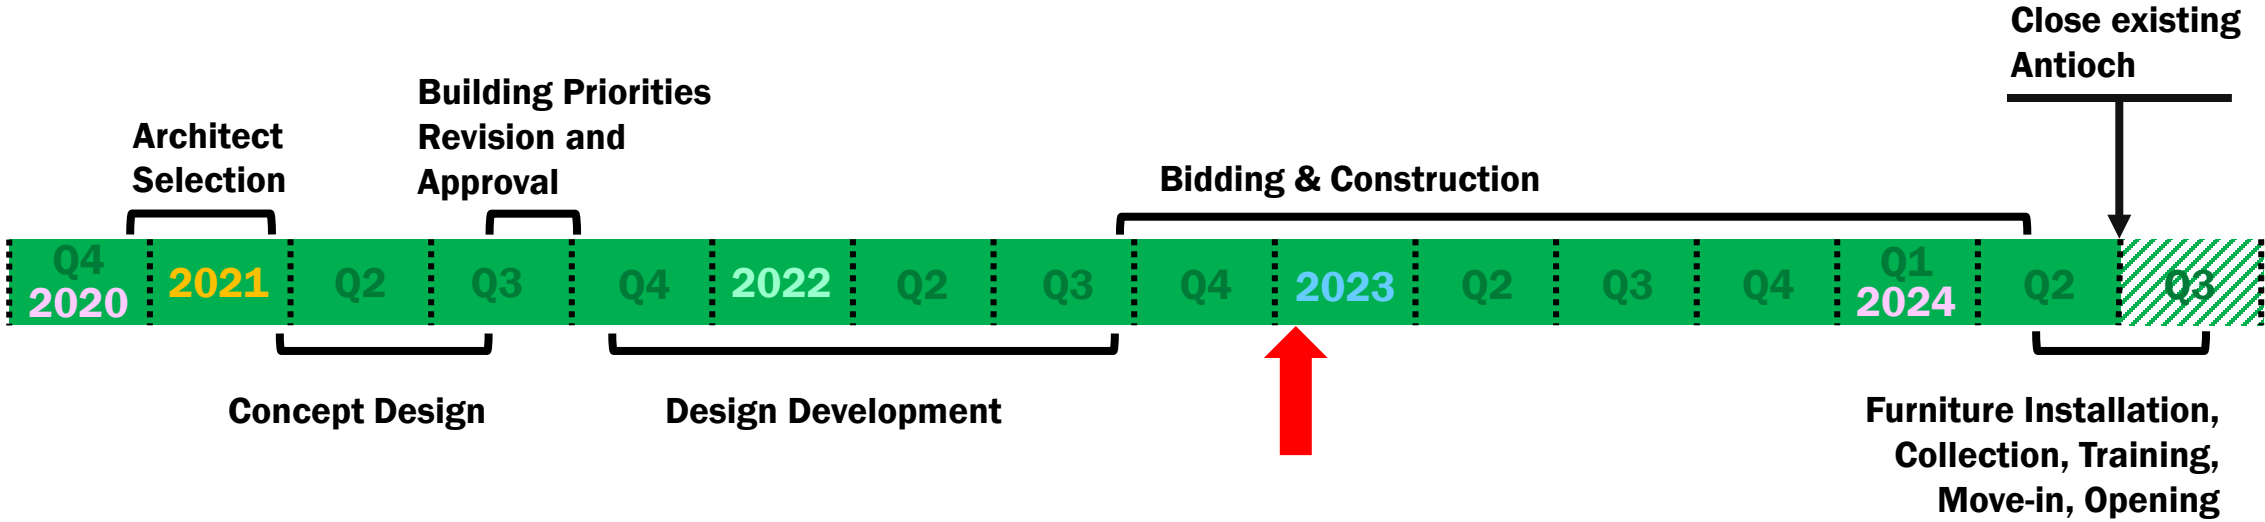 Close existing
Antioch
Building Priorities
Revision and
Approval
Architect
Selection
Bidding & Construction
Q4
2020
2021
Q2
Q3
Q4
2022
Q2
Q3
Q4
2023
Q2
Q3
Q4
Q1
2024
Q2
Q3
Concept Design
Design Development
Furniture Installation,
Collection, Training,
Move-in, Opening